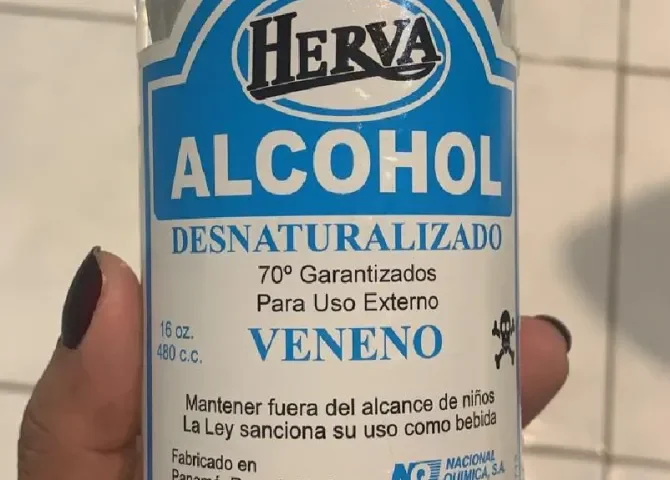 HERVA
ALCOHOL
DESNATURALIZADO
70º Garantizados
Para Uso Externo
16 oz.
480 c.c.
VENENO
Mantener fuera del alcance de niños
La Ley sanciona su uso como bebida
Fabricado en
NACIONAL
QUIMICA, S.A.